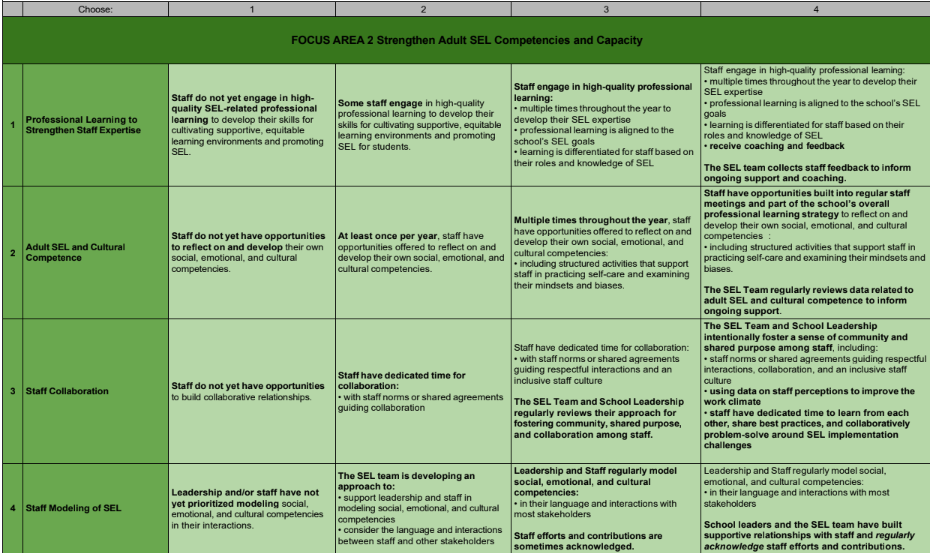 Choose: 1 2 3 4
FOCUS AREA 2 Strengthen Adult SEL Competencies and Capacity
1
Professional Learning to
Strengthen Staff Expertise
Staff do not yet engage in high-
quality SEL-related professional
learning to develop their skills for
cultivating supportive, equitable
learning environments and promoting
SEL.
Some staff engage in high-quality
professional learning to develop their
skills for cultivating supportive, equitable
learning environments and promoting
SEL for students.
Staff engage in high-quality professional
learning:
• multiple times throughout the year to
develop their SEL expertise
• professional learning is aligned to the
school's SEL goals
• learning is differentiated for staff based on
their roles and knowledge of SEL
Staff engage in high-quality professional learning:
• multiple times throughout the year to develop their
SEL expertise
• professional learning is aligned to the school's SEL
goals
• learning is differentiated for staff based on their
roles and knowledge of SEL
• receive coaching and feedback
The SEL team collects staff feedback to inform
ongoing support and coaching.
2
Adult SEL and Cultural
Competence
Staff do not yet have opportunities
to reflect on and develop their own
social, emotional, and cultural
competencies.
At least once per year, staff have
opportunities offered to reflect on and
develop their own social, emotional, and
cultural competencies.
Multiple times throughout the year, staff
have opportunities offered to reflect on and
develop their own social, emotional, and
cultural competencies:
• including structured activities that support
staff in practicing self-care and examining
their mindsets and biases.
Staff have opportunities built into regular staff
meetings and part of the school's overall
professional learning strategy to reflect on and
develop their own social, emotional, and cultural
competencies :
• including structured activities that support staff in
practicing self-care and examining their mindsets and
biases.
The SEL Team regularly reviews data related to
adult SEL and cultural competence to inform
ongoing support.
3
Staff Collaboration
Staff do not yet have opportunities
to build collaborative relationships.
Staff have dedicated time for
collaboration:
• with staff norms or shared agreements
guiding collaboration
Staff have dedicated time for collaboration:
• with staff norms or shared agreements
guiding respectful interactions and an
inclusive staff culture
The SEL Team and School Leadership
regularly reviews their approach for
fostering community, shared purpose,
and collaboration among staff.
The SEL Team and School Leadership
intentionally foster a sense of community and
shared purpose among staff, including:
• staff norms or shared agreements guiding respectful
interactions, collaboration, and an inclusive staff
culture
• using data on staff perceptions to improve the
work climate
• staff have dedicated time to learn from each
other, share best practices, and collaboratively
problem-solve around SEL implementation
challenges
4
Staff Modeling of SEL
Leadership and/or staff have not
yet prioritized modeling social,
emotional, and cultural competencies
in their interactions.
The SEL team is developing an
approach to:
• support leadership and staff in
modeling social, emotional, and cultural
competencies
• consider the language and interactions
between staff and other stakeholders
Leadership and Staff regularly model
social, emotional, and cultural
competencies:
• in their language and interactions with
most stakeholders
Staff efforts and contributions are
sometimes acknowledged.
Leadership and Staff regularly model social,
emotional, and cultural competencies:
• in their language and interactions with most
stakeholders
School leaders and the SEL team have built
supportive relationships with staff and regularly
acknowledge staff efforts and contributions.